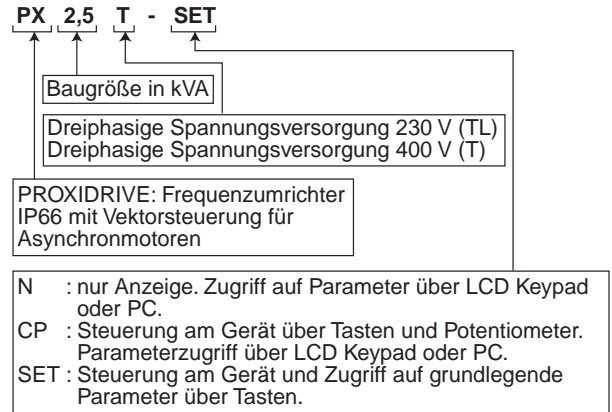 PX 2,5 T - SET
Baugröße in kVA
Dreiphasige Spannungsversorgung 230 V (TL)
Dreiphasige Spannungsversorgung 400 V (T)
PROXIDRIVE: Frequenzumrichter
IP66 mit Vektorsteuerung für
Asynchronmotoren
N : nur Anzeige. Zugriff auf Parameter über LCD Keypad
oder PC.
CP : Steuerung am Gerät über Tasten und Potentiometer.
Parameterzugriff über LCD Keypad oder PC.
SET : Steuerung am Gerät und Zugriff auf grundlegende
Parameter über Tasten.